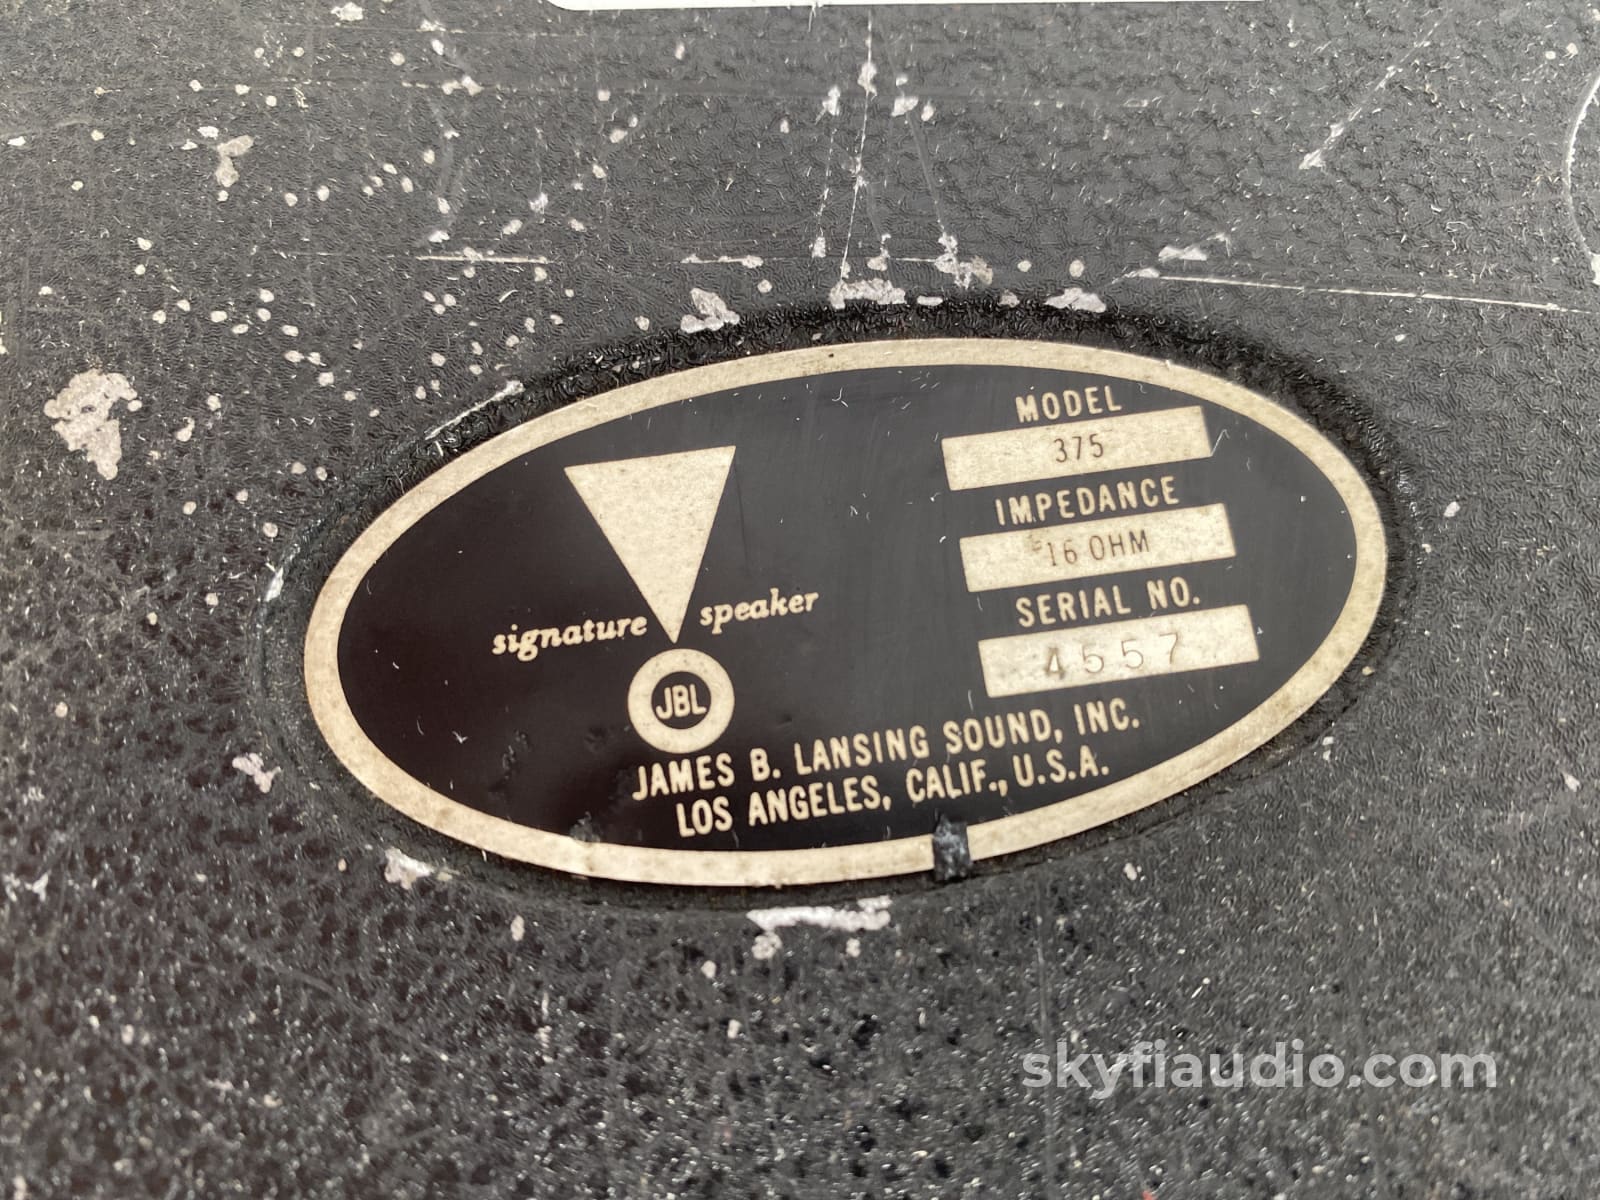 MODEL
375
IMPEDANCE
16 OHM
SERIAL NO.
4557
signature speaker
JBL
JAMES B. LANSING SOUND, INC.
LOS ANGELES, CALIF., U.S.A.
skyfiaudio.com